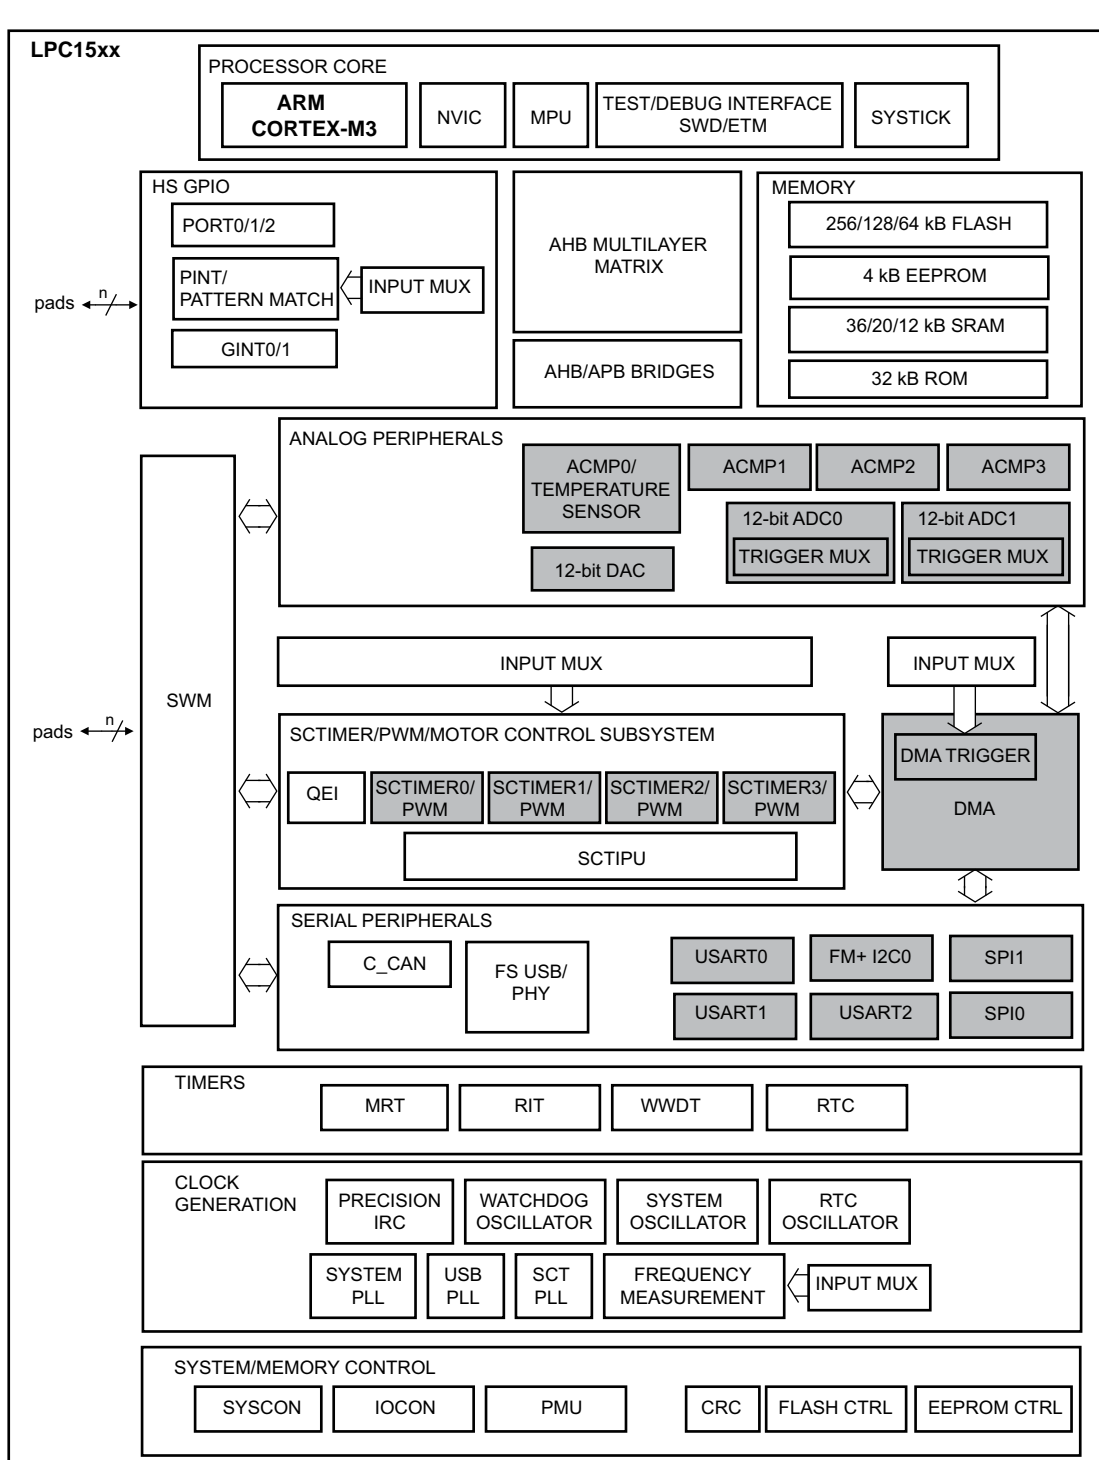 LPC15xx
PROCESSOR CORE
ARM
CORTEX-M3
NVIC
MPU
TEST/DEBUG INTERFACE
SWD/ETM
SYSTICK
HS GPIO
PORT0/1/2
PINT/
PATTERN MATCH
INPUT MUX
GINT0/1
pads
n
AHB MULTILAYER
MATRIX
AHB/APB BRIDGES
MEMORY
256/128/64 kB FLASH
4 kB EEPROM
36/20/12 kB SRAM
32 kB ROM
ANALOG PERIPHERALS
ACMP0/
TEMPERATURE
SENSOR
ACMP1
ACMP2
ACMP3
12-bit ADC0
TRIGGER MUX
12-bit ADC1
TRIGGER MUX
12-bit DAC
SWM
pads
n
INPUT MUX
INPUT MUX
SCTIMER/PWM/MOTOR CONTROL SUBSYSTEM
QEI
SCTIMER0/
PWM
SCTIMER1/
PWM
SCTIMER2/
PWM
SCTIMER3/
PWM
SCTIPU
DMA TRIGGER
DMA
SERIAL PERIPHERALS
C_CAN
FS USB/
PHY
USART0
FM+ I2C0
SPI1
USART1
USART2
SPI0
TIMERS
MRT
RIT
WWDT
RTC
CLOCK
GENERATION
PRECISION
IRC
WATCHDOG
OSCILLATOR
SYSTEM
OSCILLATOR
RTC
OSCILLATOR
SYSTEM
PLL
USB
PLL
SCT
PLL
FREQUENCY
MEASUREMENT
INPUT MUX
SYSTEM/MEMORY CONTROL
SYSCON
IOCON
PMU
CRC
FLASH CTRL
EEPROM CTRL